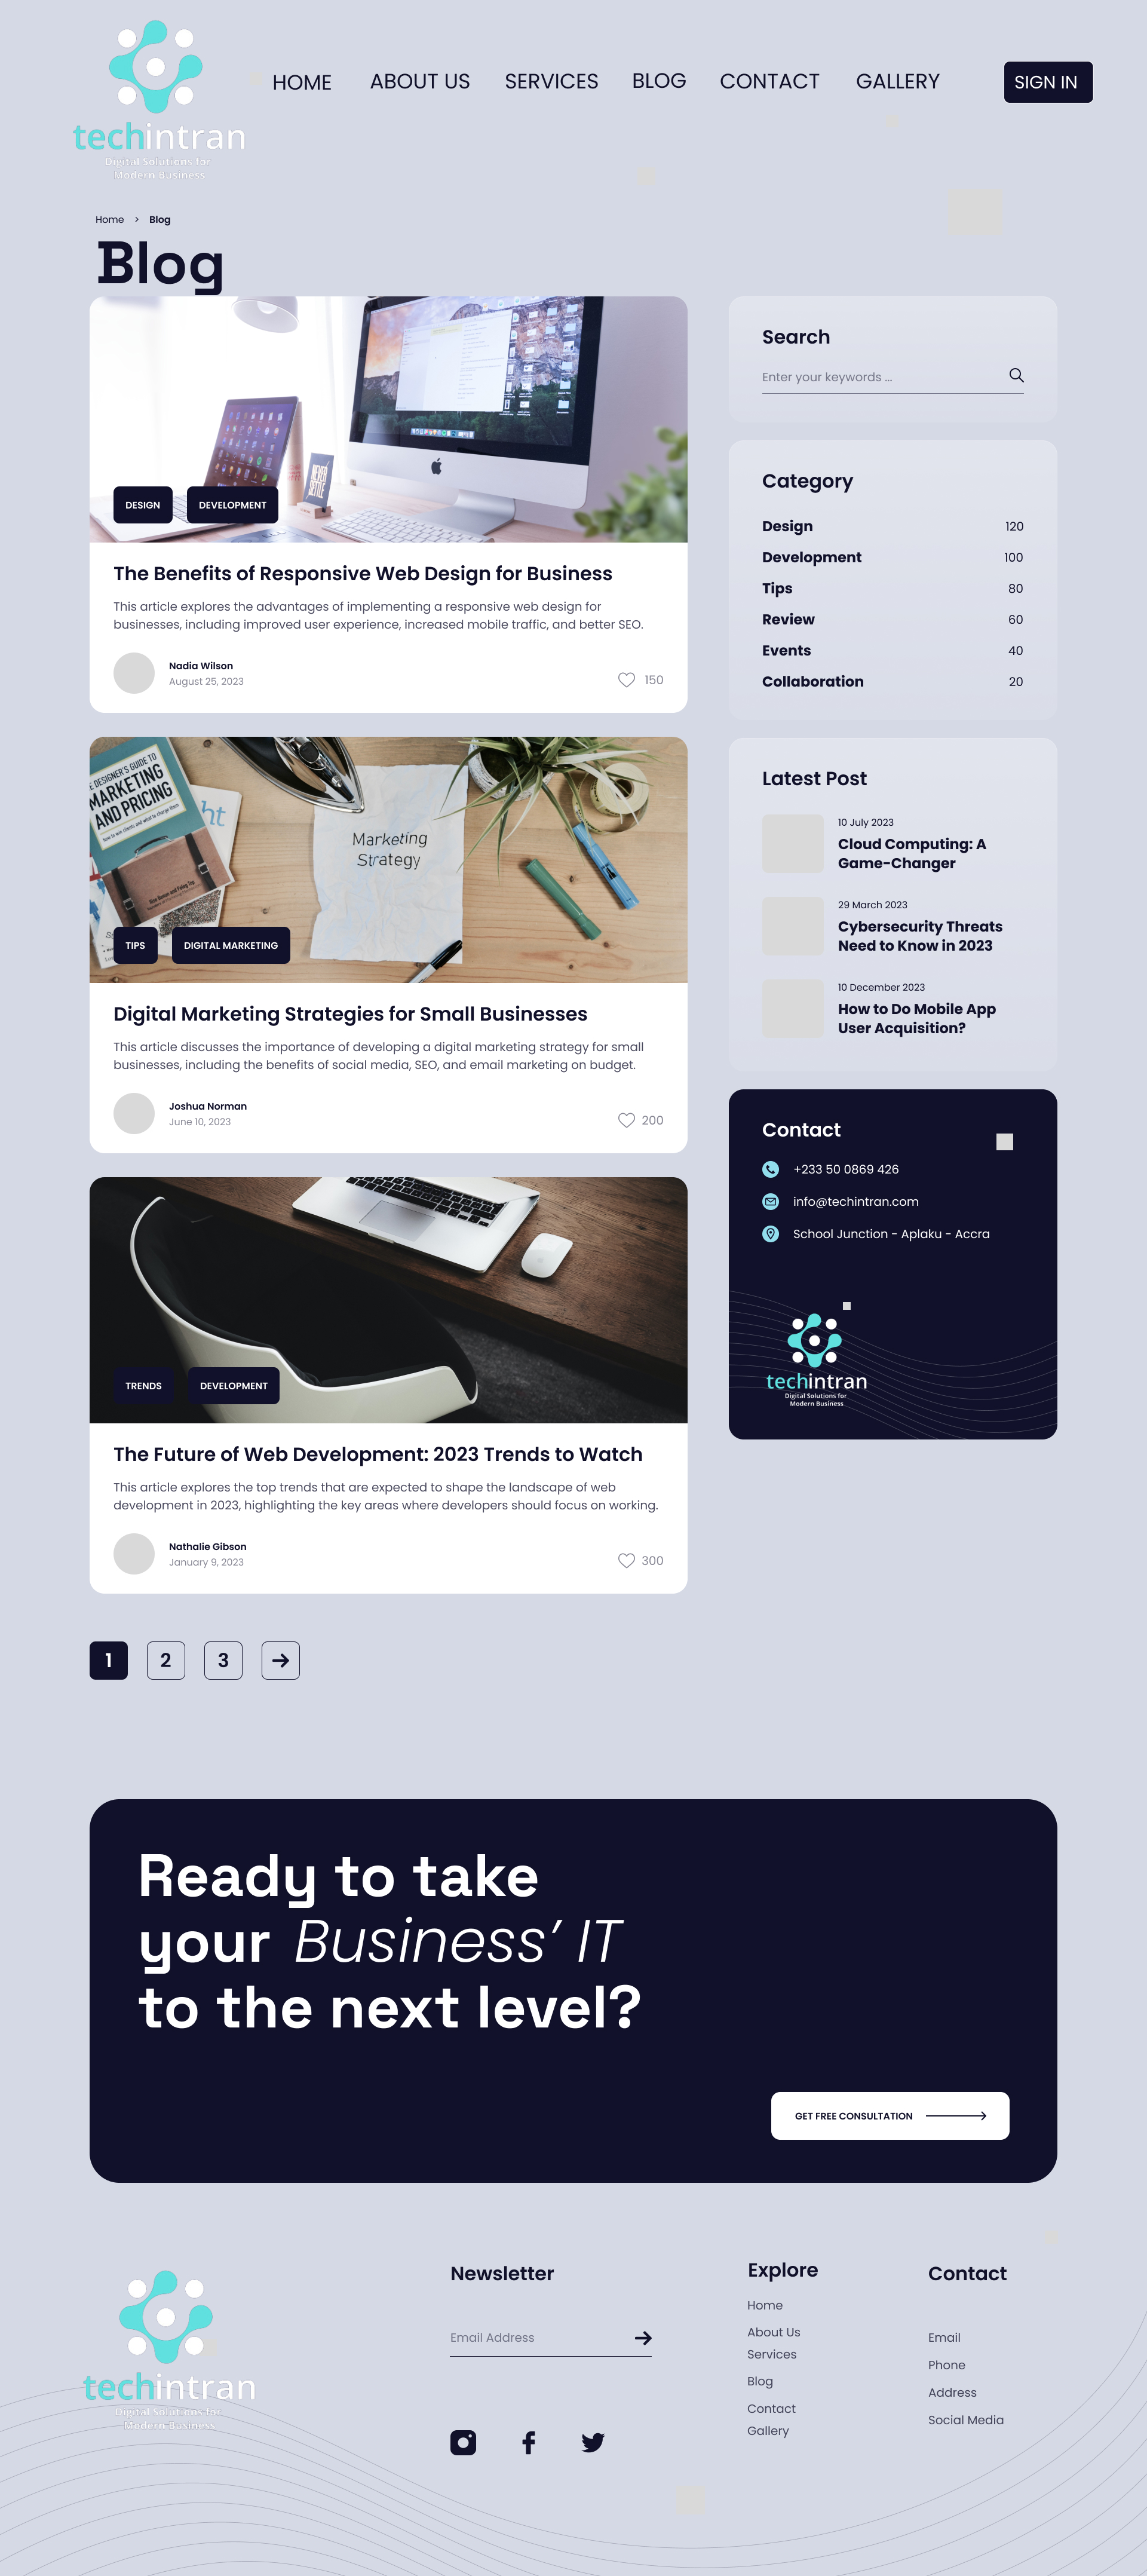 techintran
Digital Solutions for
Modern Business
HOME
ABOUT US
SERVICES
BLOG
CONTACT
GALLERY
SIGN IN
Home > Blog
Blog
NEVER
SETTLE
DESIGN
DEVELOPMENT
The Benefits of Responsive Web Design for Business
This article explores the advantages of implementing a responsive web design for
businesses, including improved user experience, increased mobile traffic, and better SEO.
Nadia Wilson
August 25, 2023
150
DESIGNER'S GUIDE TO
MARKETING
AND PRICING
Marketing
Strategy
TIPS
DIGITAL MARKETING
Digital Marketing Strategies for Small Businesses
This article discusses the importance of developing a digital marketing strategy for small
businesses, including the benefits of social media, SEO, and email marketing on budget.
Joshua Norman
June 10, 2023
200
TRENDS
DEVELOPMENT
The Future of Web Development: 2023 Trends to Watch
This article explores the top trends that are expected to shape the landscape of web
development in 2023, highlighting the key areas where developers should focus on working.
Nathalie Gibson
January 9, 2023
300
1
2
3
Search
Enter your keywords ...
Category
Design 120
Development 100
Tips 80
Review 60
Events 40
Collaboration 20
Latest Post
10 July 2023
Cloud Computing: A
Game-Changer
29 March 2023
Cybersecurity Threats
Need to Know in 2023
10 December 2023
How to Do Mobile App
User Acquisition?
Contact
+233 50 0869 426
info@techintran.com
School Junction - Aplaku - Accra
techintran
Digital Solutions for
Modern Business
Ready to take
your Business’ IT
to the next level?
GET FREE CONSULTATION
techintran
Digital Solutions for
Modern Business
Newsletter
Email Address
Explore
Home
About Us
Services
Blog
Contact
Gallery
Contact
Email
Phone
Address
Social Media